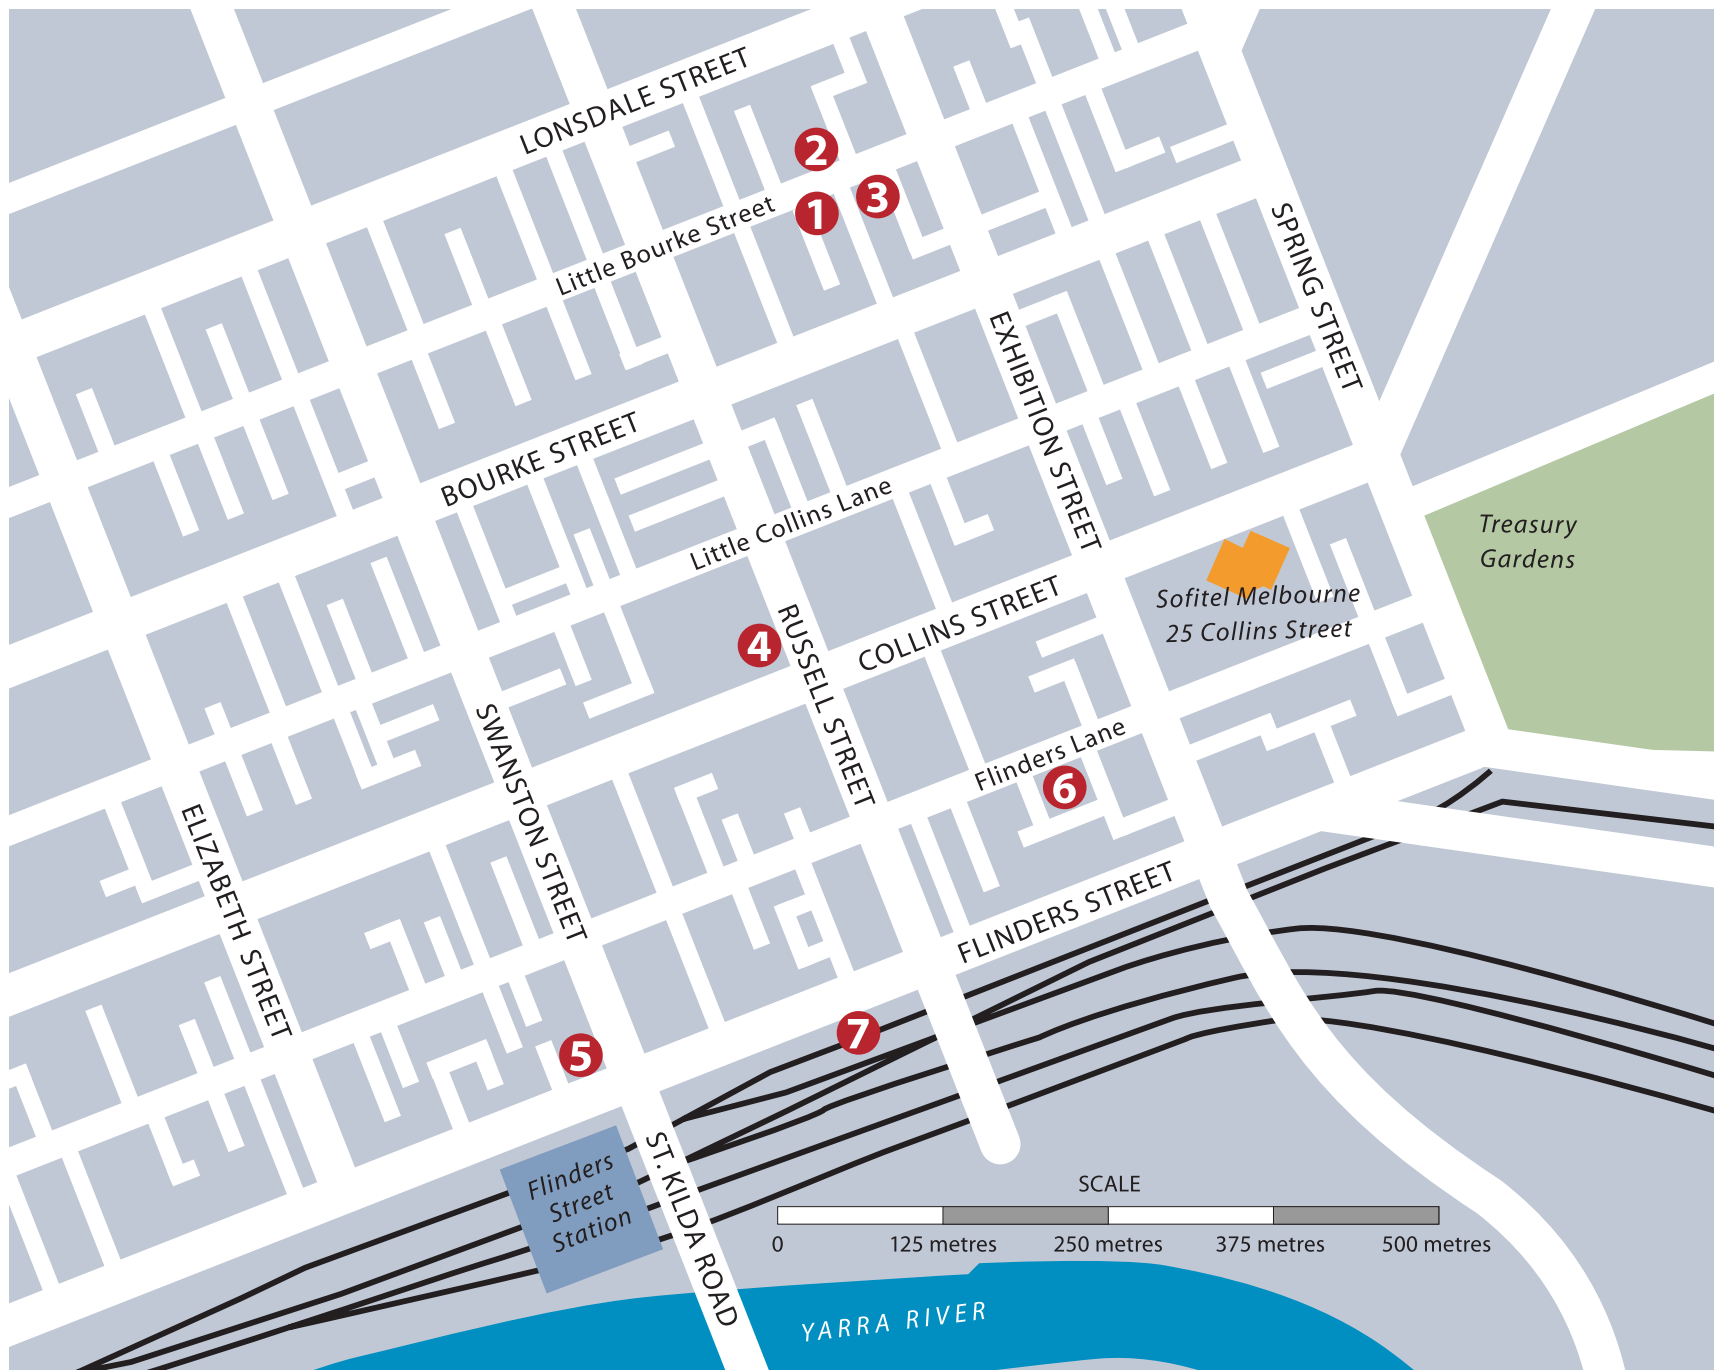 LONSDALE STREET
2
3
1
Little Bourke Street
SPRING STREET
EXHIBITION STREET
BOURKE STREET
Little Collins Lane
Treasury
Gardens
Sofitel Melbourne
25 Collins Street
COLLINS STREET
RUSSELL STREET
4
SWANSTON STREET
Flinders Lane
6
ELIZABETH STREET
FLINDERS STREET
7
5
Flinders
Street
Station
ST. KILDA ROAD
SCALE
0 125 metres 250 metres 375 metres 500 metres
YARRA RIVER